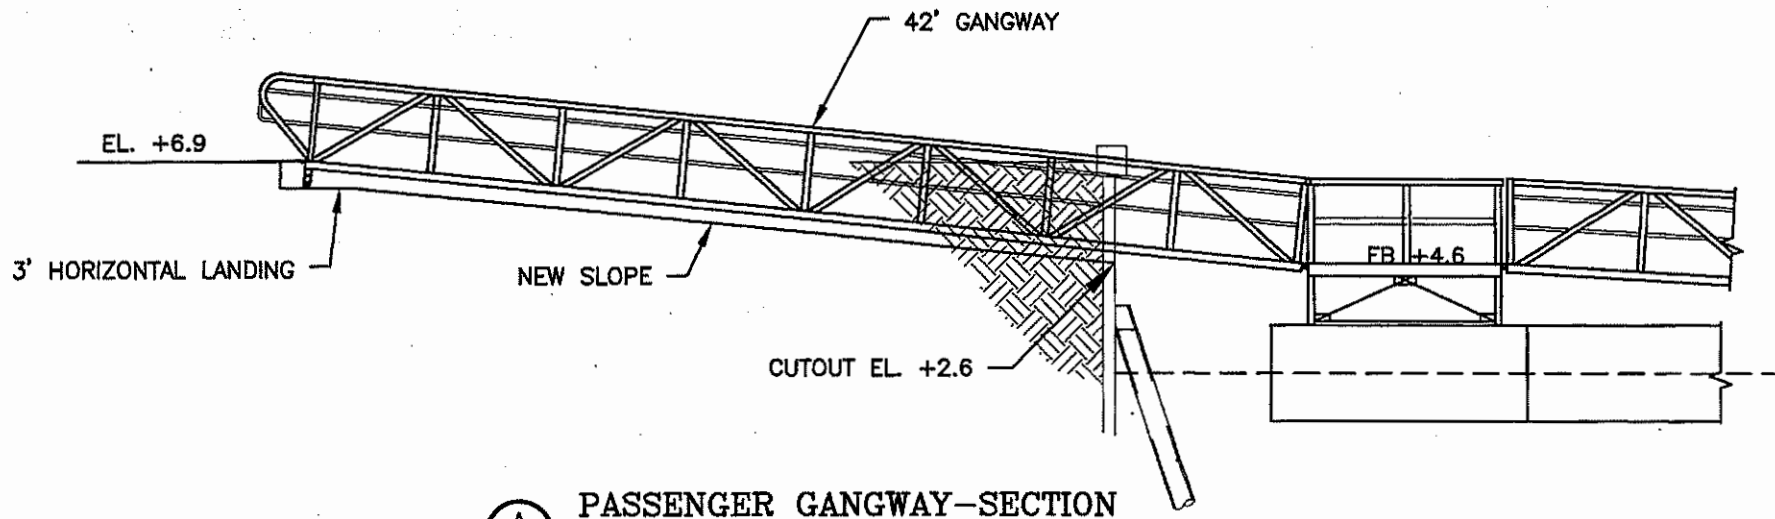 42' GANGWAY
EL. +6.9
3' HORIZONTAL LANDING
NEW SLOPE
FB +4.6
CUTOUT EL. +2.6
PASSENGER GANGWAY-SECTION